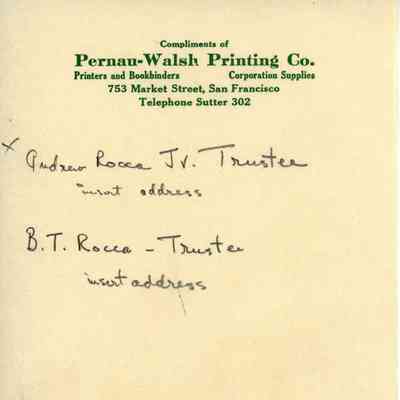 Compliments of
Pernau-Walsh Printing Co.
Printers and Bookbinders Corporation Supplies
753 Market Street, San Francisco
Telephone Sutter 302
x Andrew Rocca Jr. Trustee
insert address
B. T. Rocca - Trustee
insert address